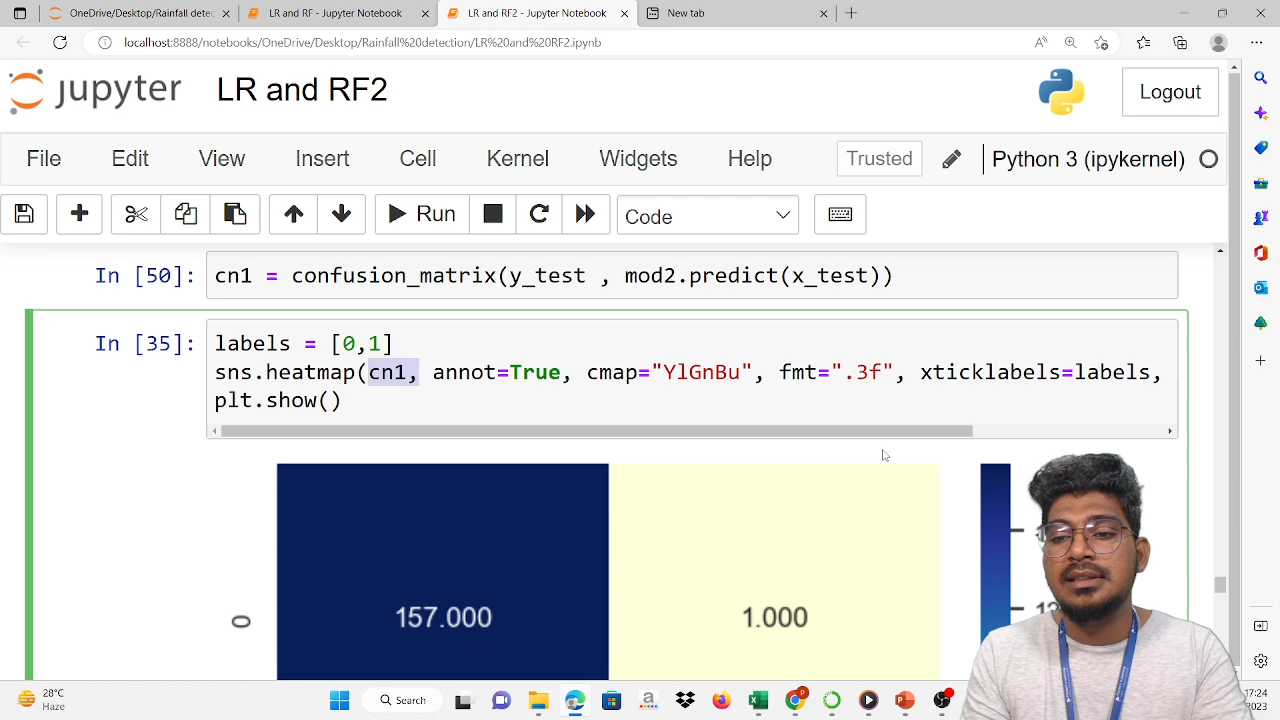 OneDrive/Desktop/Rainfall detec
LR and RF - Jupyter Notebook
LR and RF2 - Jupyter Notebook
New tab
localhost:8888/notebooks/OneDrive/Desktop/Rainfall%20detection/LR%20and%20RF2.ipynb
jupyter LR and RF2
Logout
File Edit View Insert Cell Kernel Widgets Help
Trusted
Python 3 (ipykernel)
Run
Code
In [50]: cn1 = confusion_matrix(y_test , mod2.predict(x_test))
In [35]: labels = [0,1]
sns.heatmap(cn1, annot=True, cmap="YlGnBu", fmt=".3f", xticklabels=labels,
plt.show()
0
157.000
1.000
28°C
Haze
Search
17:24